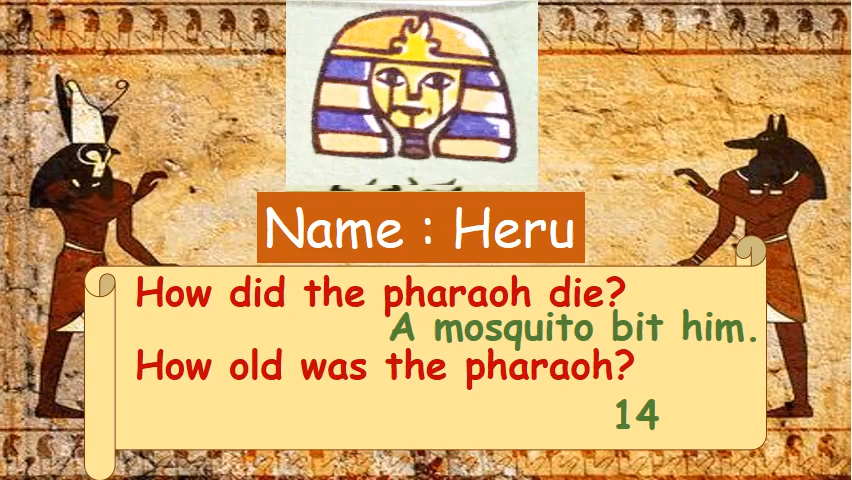 Name : Heru
How did the pharaoh die?
A mosquito bit him.
How old was the pharaoh?
14